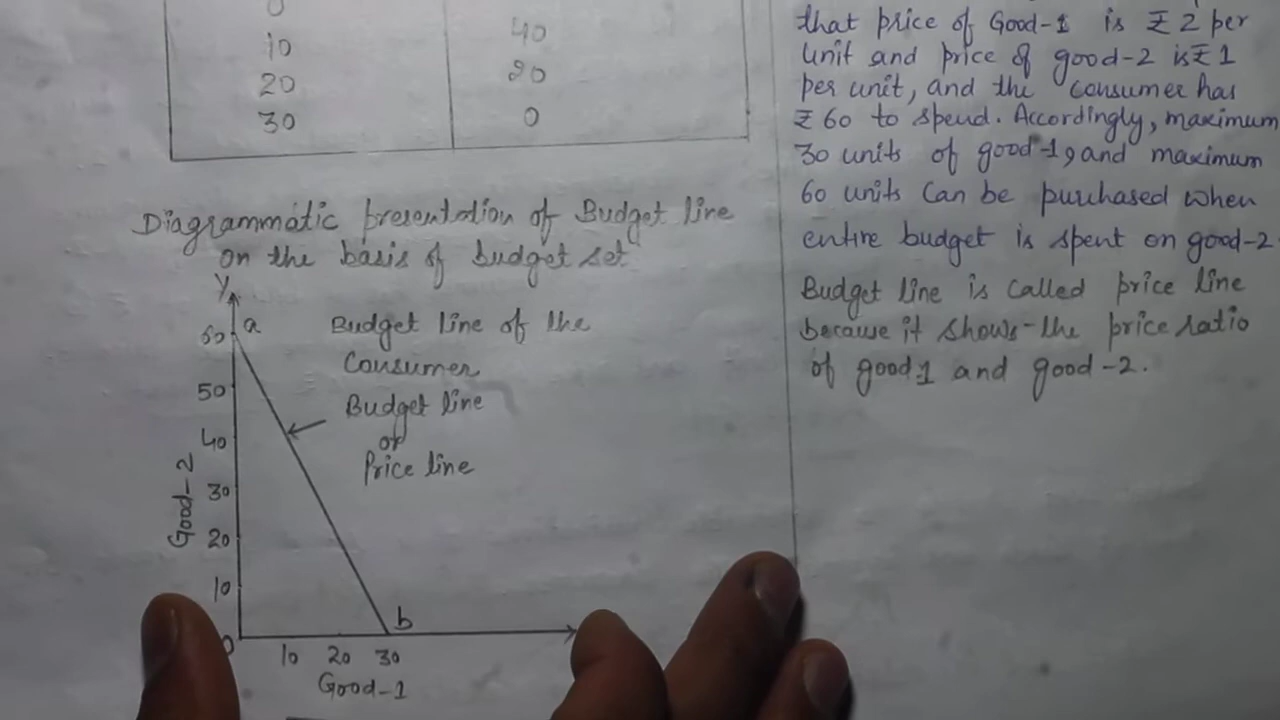 0
10 40
20 20
30 0
Diagrammatic presentation of Budget line
on the basis of budget set
Y
a
60
50
40
30
20
10
0
Good-2
Budget line of the
Consumer
Budget line
or
Price line
b
10 20 30
Good-1
that price of Good-1 is ₹ 2 per
Unit and price of good-2 is ₹ 1
per unit, and the consumer has
₹ 60 to spend. Accordingly, maximum
30 units of good-1, and maximum
60 units Can be purchased when
entire budget is spent on good-2.
Budget line is called price line
because it shows the price ratio
of good 1 and good-2.